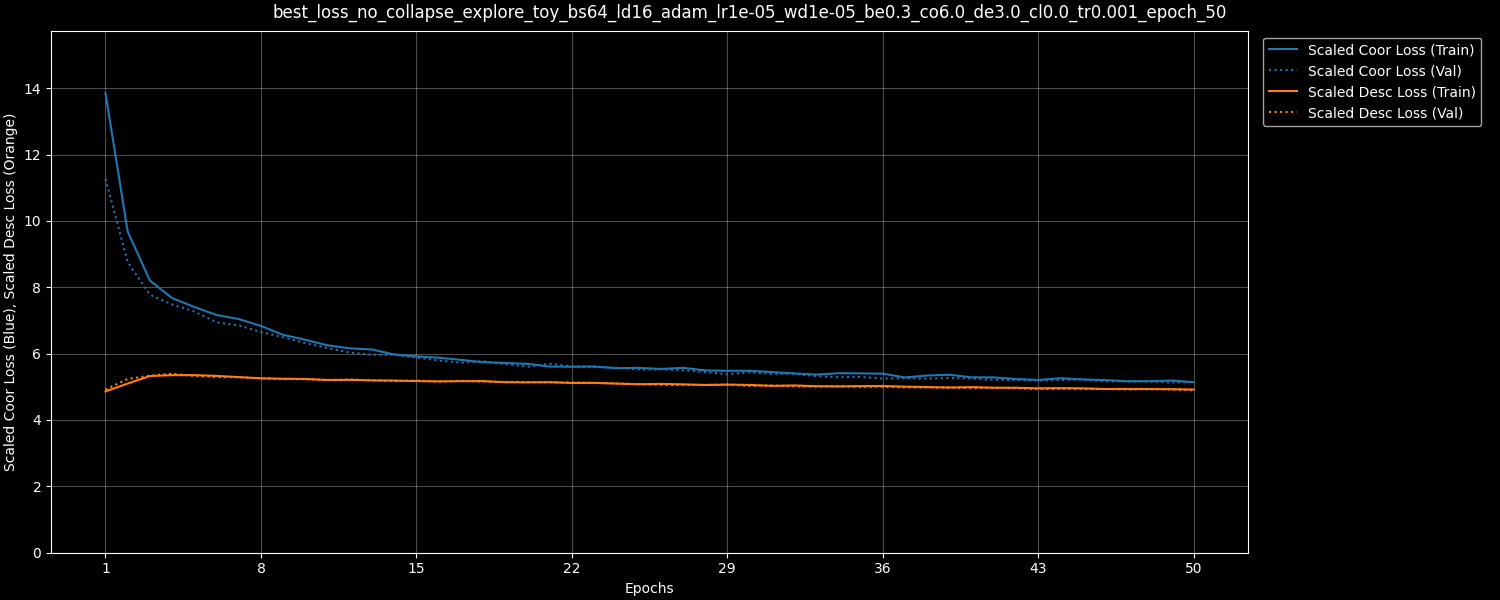 best_loss_no_collapse_explore_toy_bs64_ld16_adam_lr1e-05_wd1e-05_be0.3_co6.0_de3.0_cl0.0_tr0.001_epoch_50
Scaled Coor Loss (Train)
Scaled Coor Loss (Val)
Scaled Desc Loss (Train)
Scaled Desc Loss (Val)
Scaled Coor Loss (Blue), Scaled Desc Loss (Orange)
14
12
10
8
6
4
2
0
1 8 15 22 29 36 43 50
Epochs